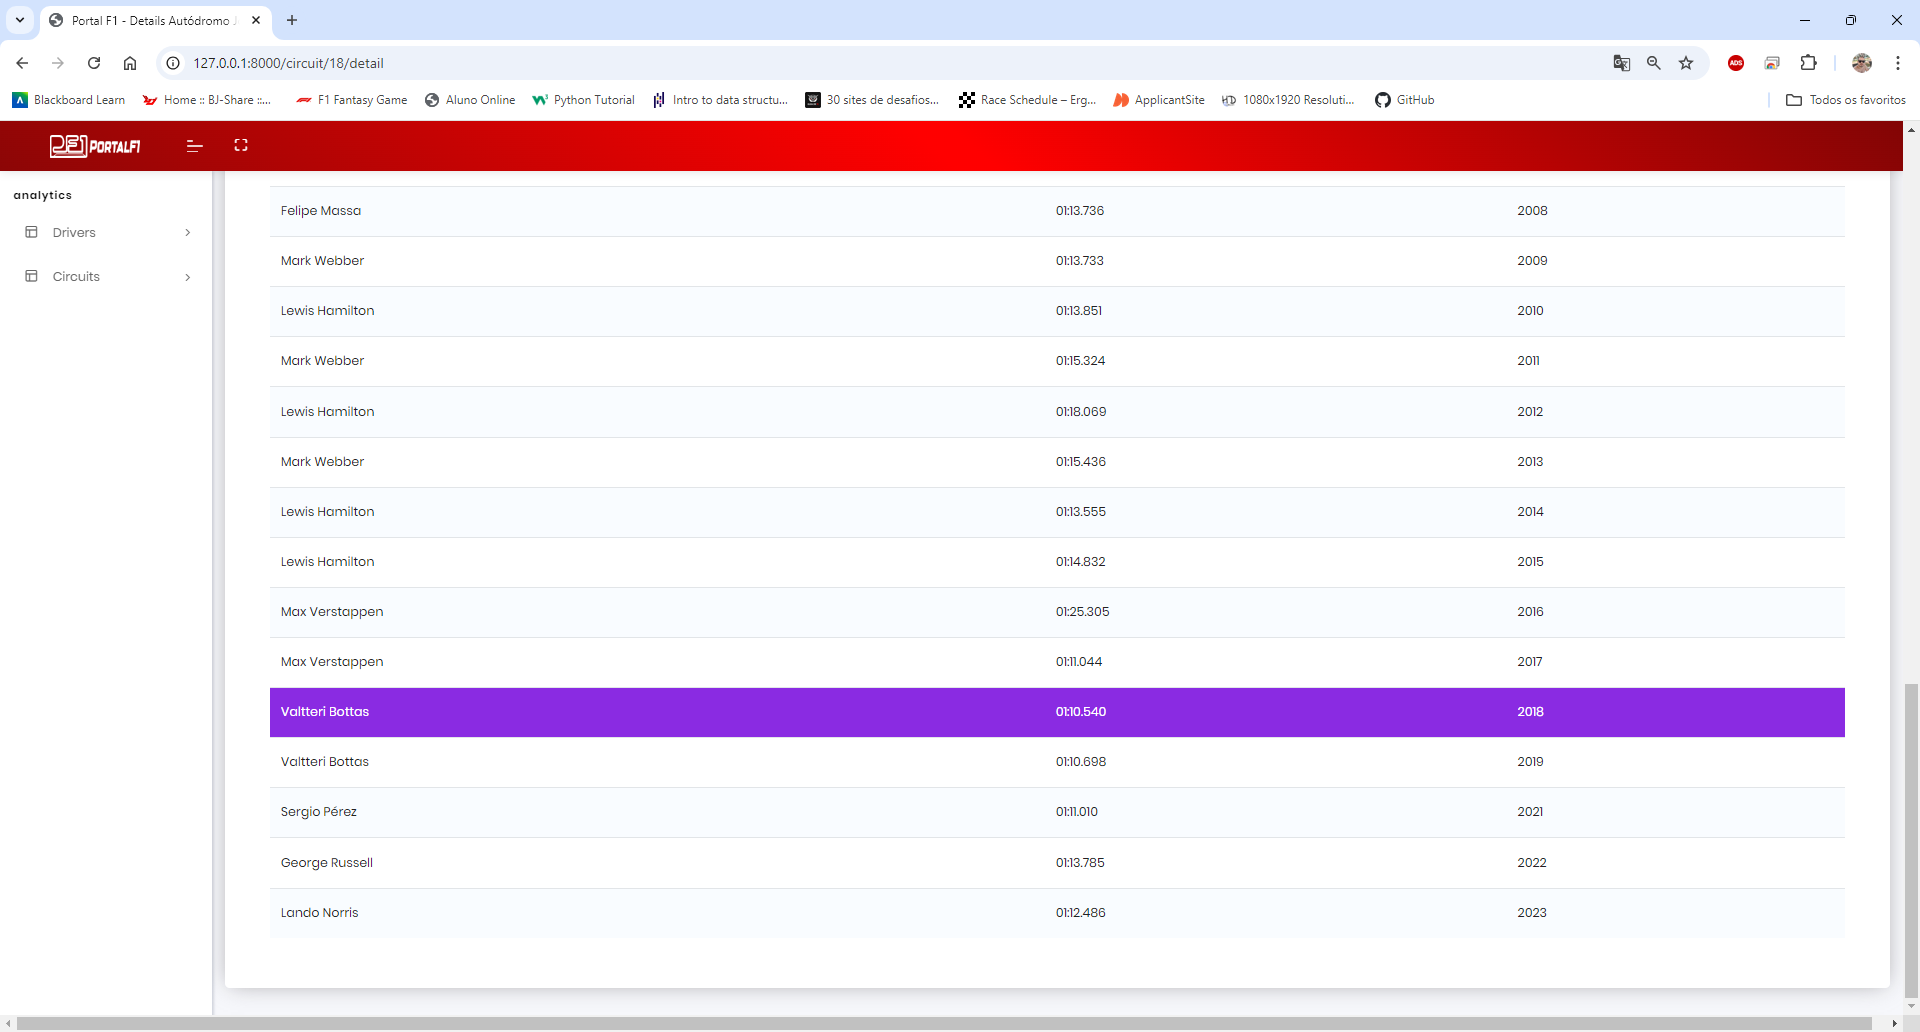 Portal F1 - Details Autódromo J
127.0.0.1:8000/circuit/18/detail
Blackboard Learn
Home :: BJ-Share ::...
F1 Fantasy Game
Aluno Online
Python Tutorial
Intro to data structu...
30 sites de desafios...
Race Schedule – Erg...
ApplicantSite
1080x1920 Resoluti...
GitHub
Todos os favoritos
PORTALF1
analytics
Drivers
Circuits
Felipe Massa 01:13.736 2008
Mark Webber 01:13.733 2009
Lewis Hamilton 01:13.851 2010
Mark Webber 01:15.324 2011
Lewis Hamilton 01:18.069 2012
Mark Webber 01:15.436 2013
Lewis Hamilton 01:13.555 2014
Lewis Hamilton 01:14.832 2015
Max Verstappen 01:25.305 2016
Max Verstappen 01:11.044 2017
Valtteri Bottas 01:10.540 2018
Valtteri Bottas 01:10.698 2019
Sergio Pérez 01:11.010 2021
George Russell 01:13.785 2022
Lando Norris 01:12.486 2023